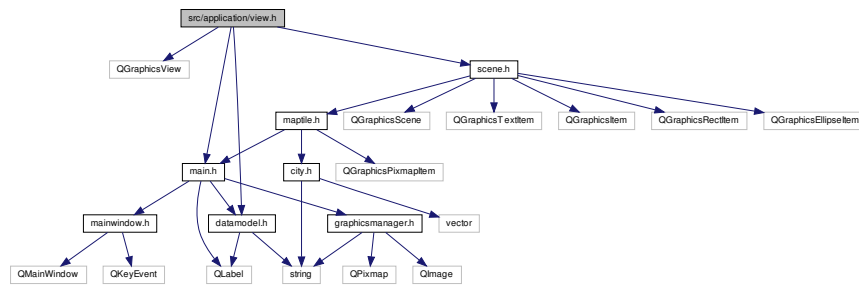 src/application/view.h
QGraphicsView
scene.h
maptile.h
QGraphicsScene
QGraphicsTextItem
QGraphicsItem
QGraphicsRectItem
QGraphicsEllipseItem
main.h
city.h
QGraphicsPixmapItem
mainwindow.h
datamodel.h
graphicsmanager.h
vector
QMainWindow
QKeyEvent
QLabel
string
QPixmap
QImage